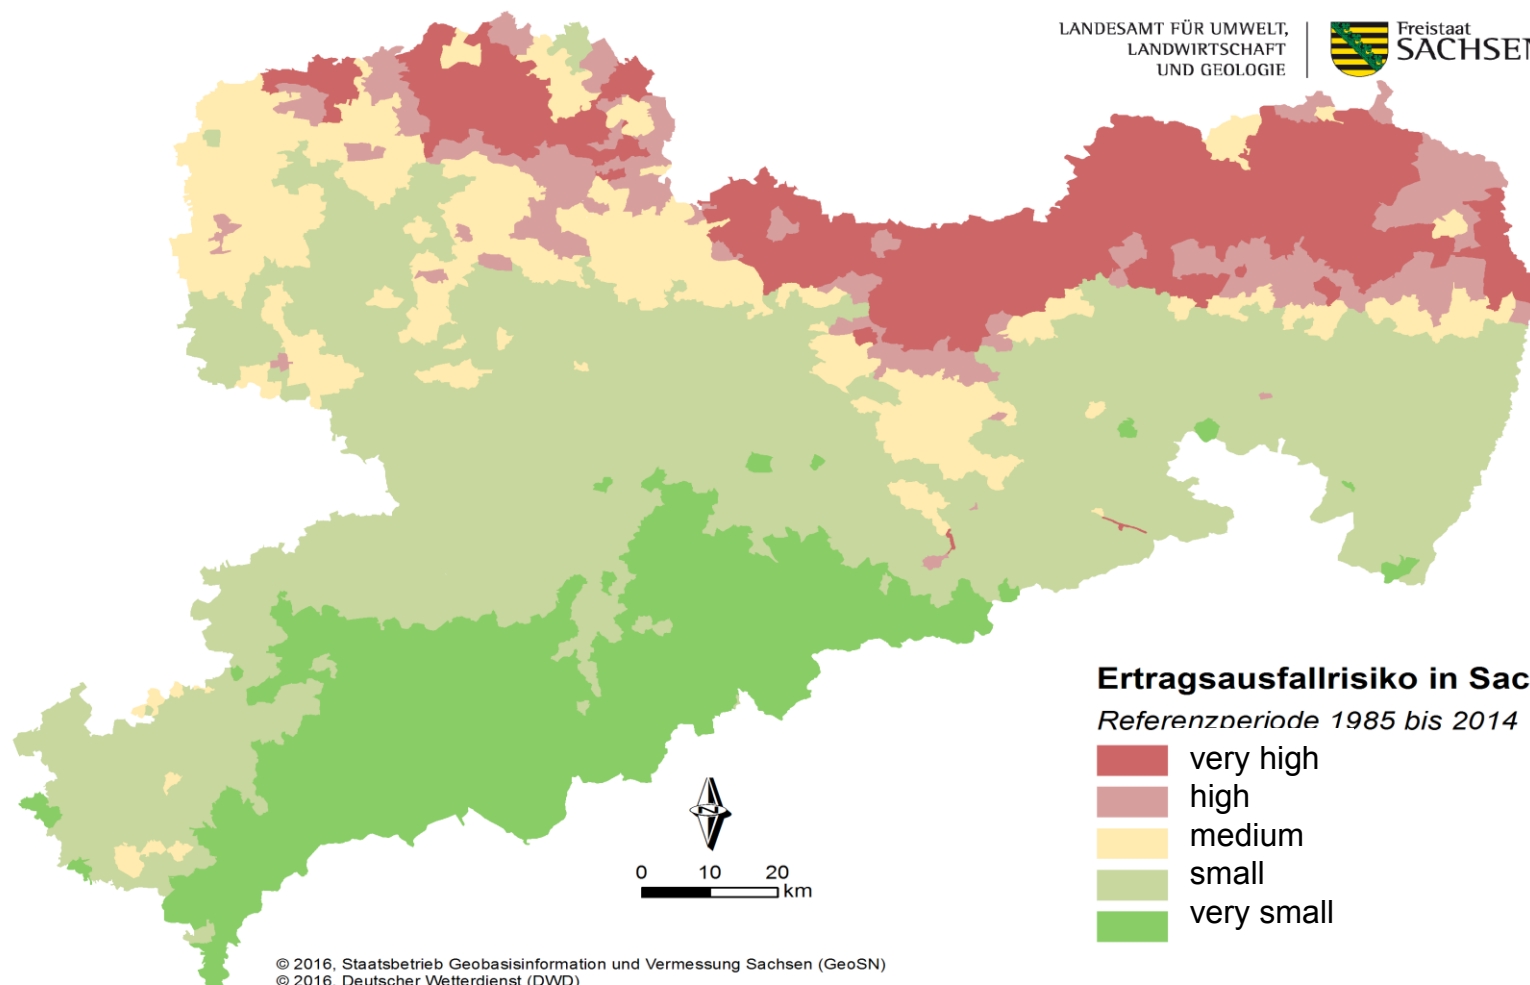 LANDESAMT FÜR UMWELT,
LANDWIRTSCHAFT
UND GEOLOGIE
Freistaat
SACHSEN
Ertragsausfallrisiko in Sac
Referenzperiode 1985 bis 2014
very high
high
medium
small
very small
N
0 10 20
km
© 2016, Staatsbetrieb Geobasisinformation und Vermessung Sachsen (GeoSN)
© 2016, Deutscher Wetterdienst (DWD)